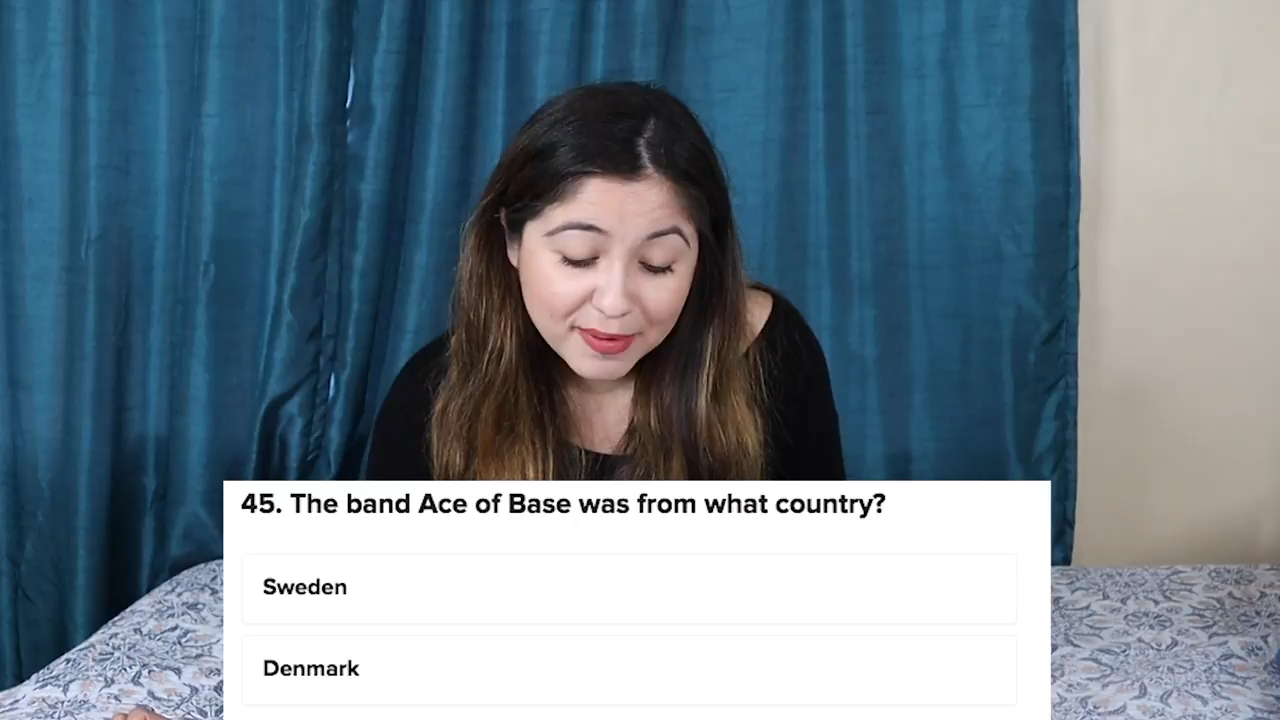 45. The band Ace of Base was from what country?
Sweden
Denmark